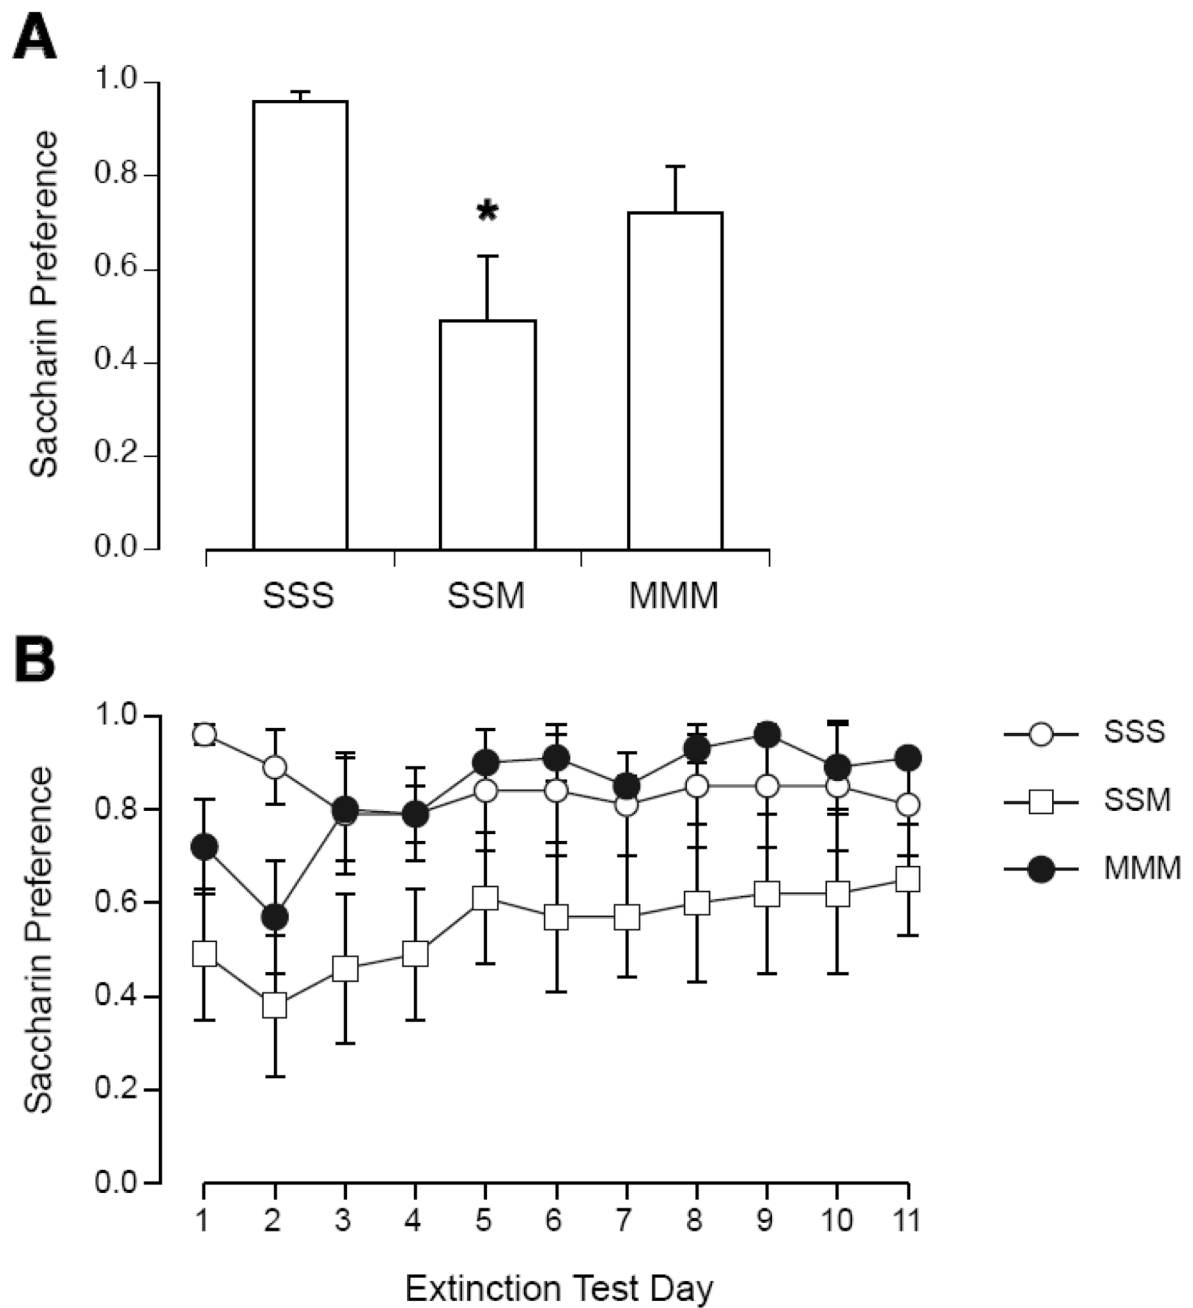 A
Saccharin Preference
1.0
0.8
0.6
0.4
0.2
0.0
*
SSS SSM MMM
B
Saccharin Preference
1.0
0.8
0.6
0.4
0.2
0.0
1 2 3 4 5 6 7 8 9 10 11
Extinction Test Day
SSS
SSM
MMM